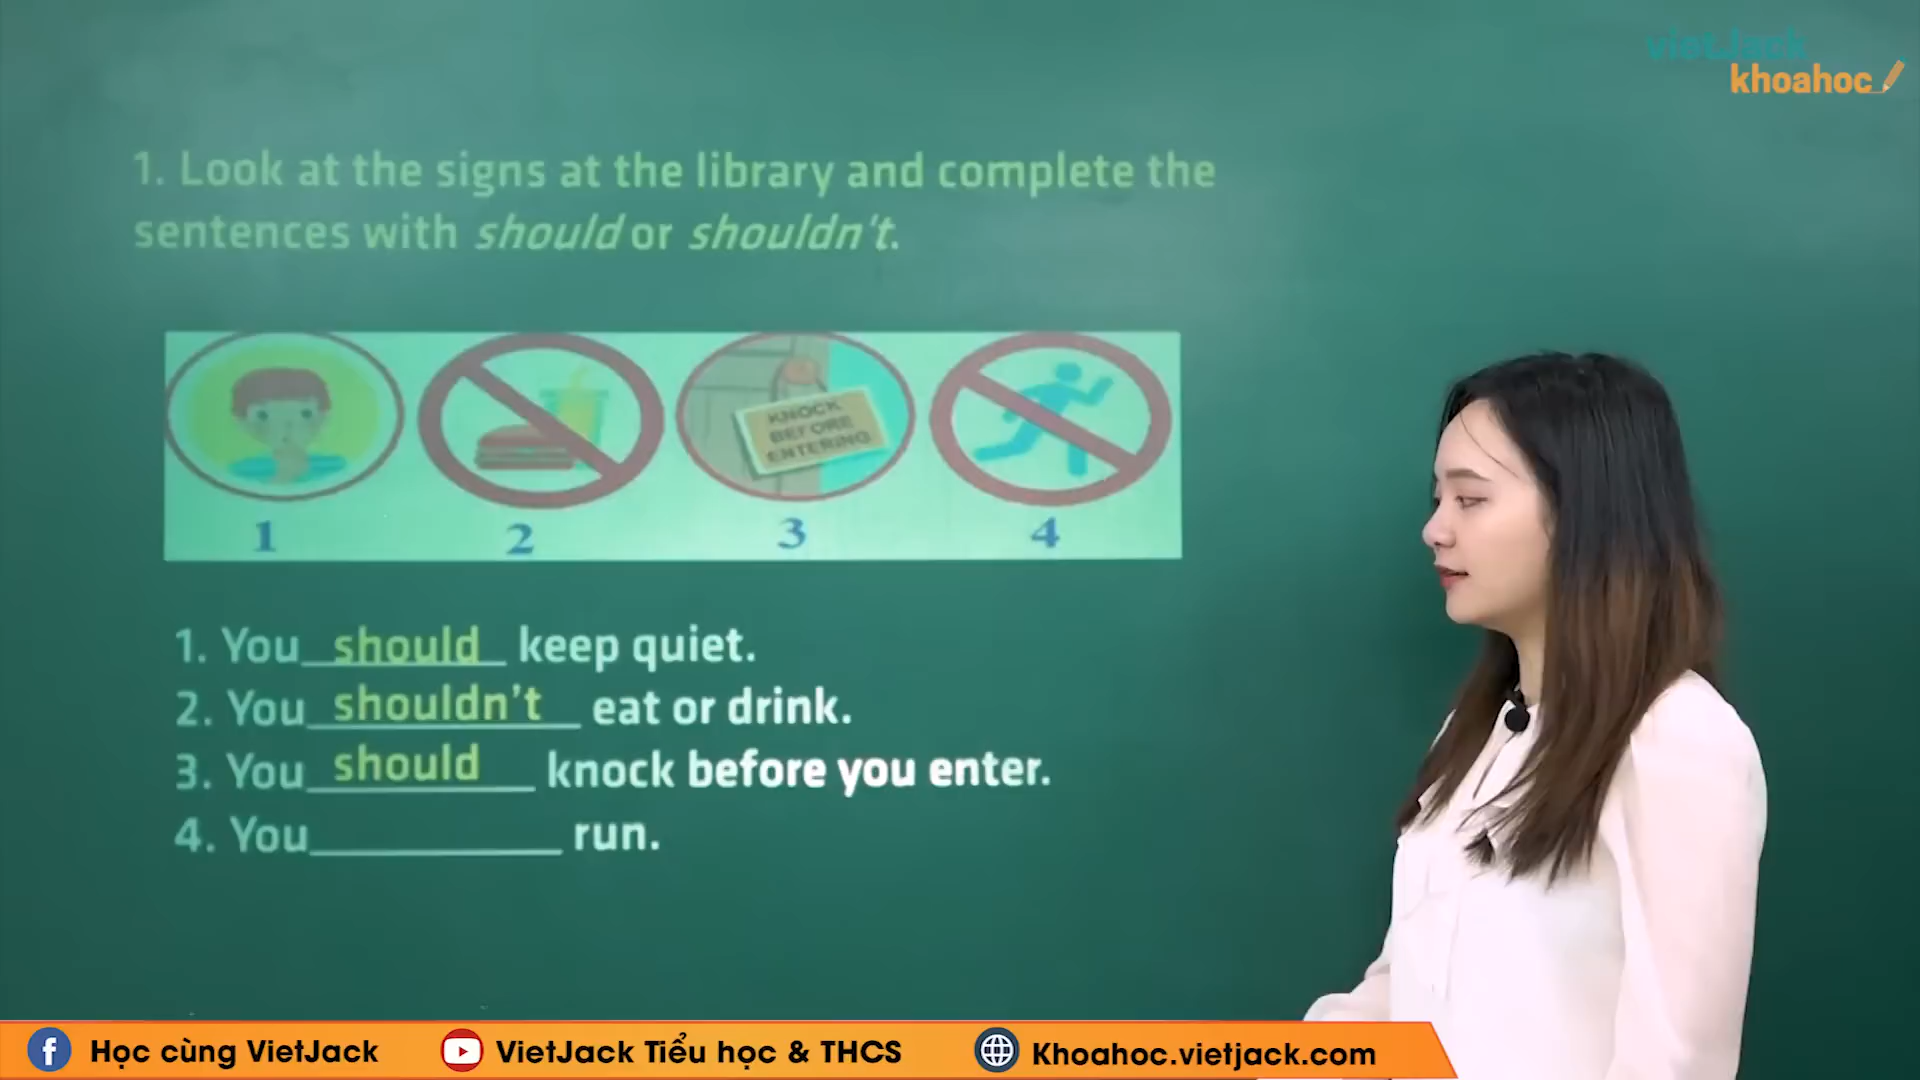 vietJack
khoahoc
1. Look at the signs at the library and complete the
sentences with should or shouldn't.
KNOCK
BEFORE
ENTERING
1
2
3
4
1. You should keep quiet.
2. You shouldn't eat or drink.
3. You should knock before you enter.
4. You__________ run.
Học cùng VietJack
VietJack Tiểu học & THCS
Khoahoc.vietjack.com